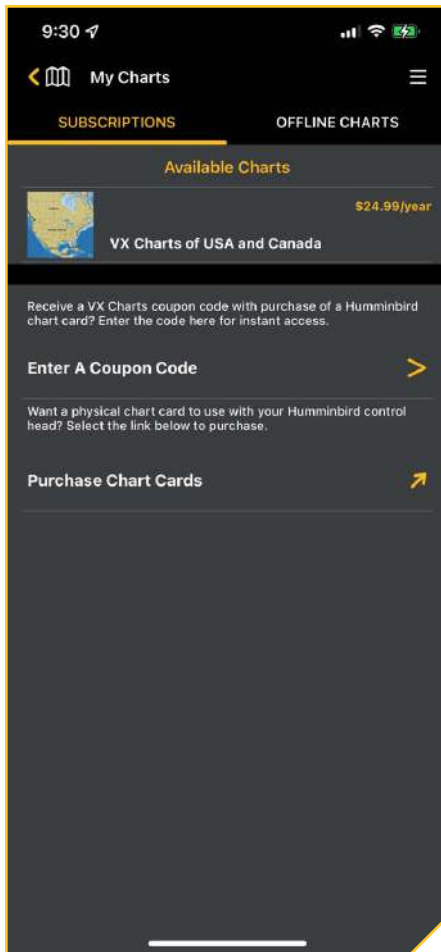 9:30
My Charts
SUBSCRIPTIONS OFFLINE CHARTS
Available Charts
$24.99/year
VX Charts of USA and Canada
Receive a VX Charts coupon code with purchase of a Humminbird
chart card? Enter the code here for instant access.
Enter A Coupon Code
Want a physical chart card to use with your Humminbird control
head? Select the link below to purchase.
Purchase Chart Cards